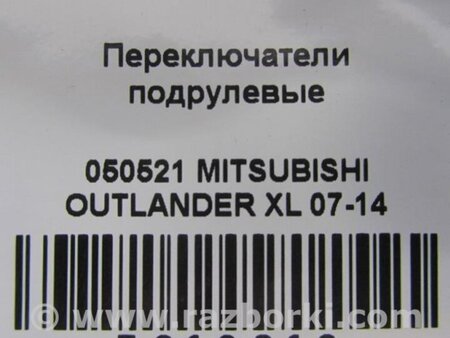 Переключатели
подрулевые
050521 MITSUBISHI
OUTLANDER XL 07-14
© www.razborki.com